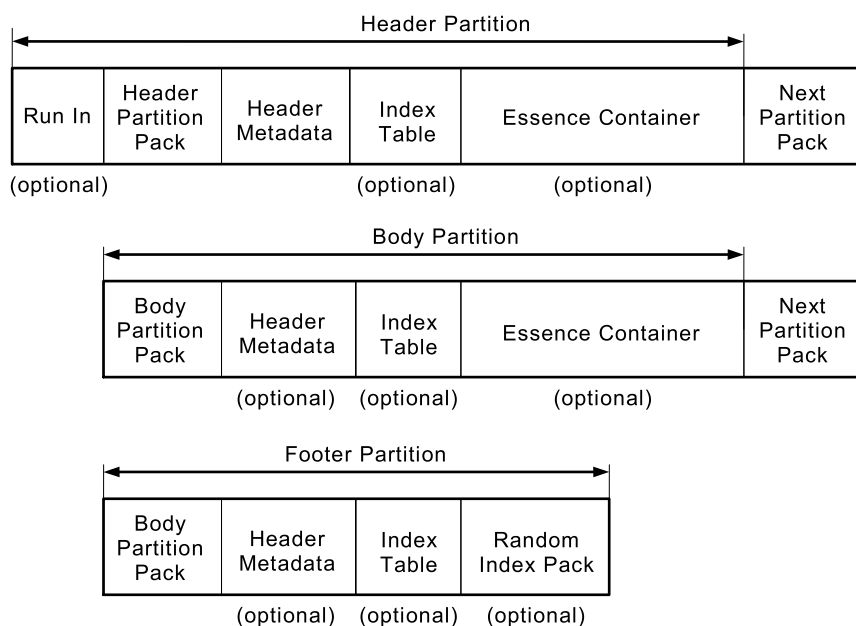 Header Partition
Run In
Header
Partition
Pack
Header
Metadata
Index
Table
Essence Container
Next
Partition
Pack
(optional)
(optional)
(optional)
Body Partition
Body
Partition
Pack
Header
Metadata
Index
Table
Essence Container
Next
Partition
Pack
(optional)
(optional)
(optional)
Footer Partition
Body
Partition
Pack
Header
Metadata
Index
Table
Random
Index Pack
(optional)
(optional)
(optional)